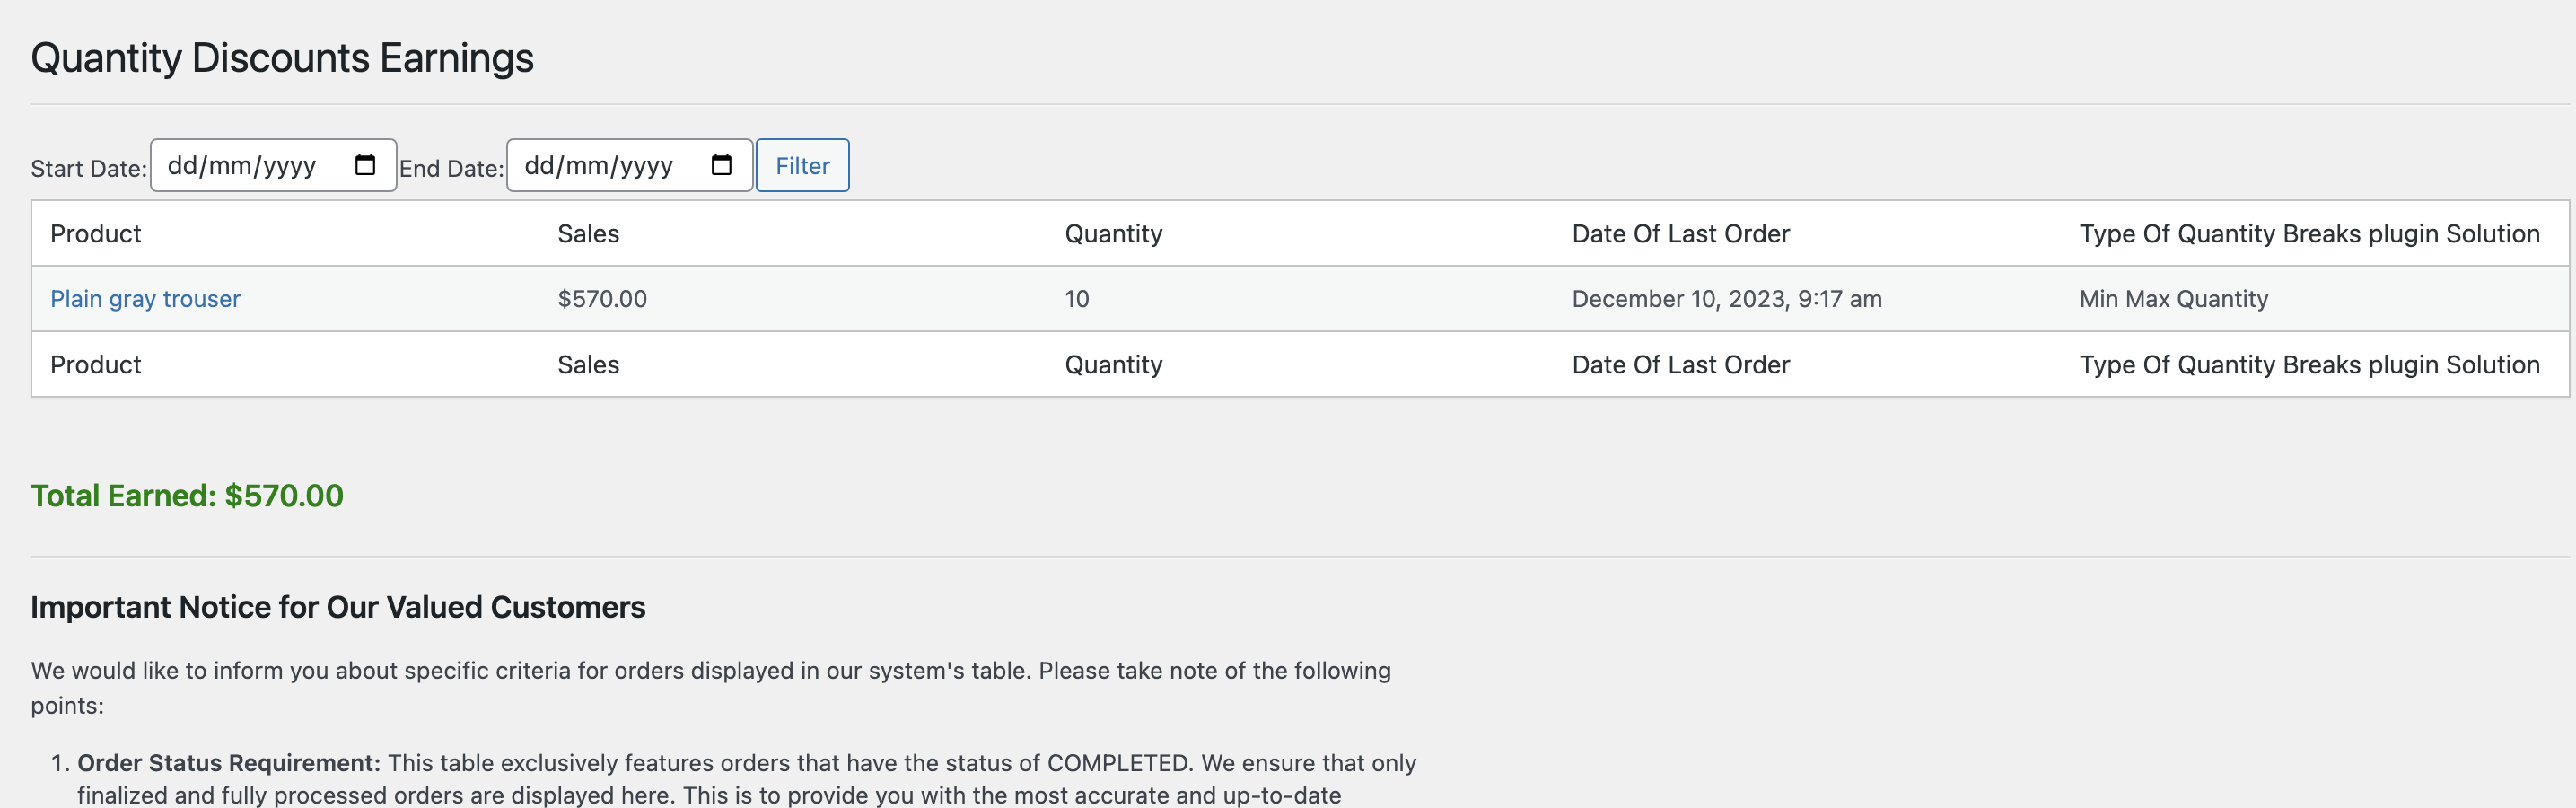 Quantity Discounts Earnings
Start Date: dd/mm/yyyy End Date: dd/mm/yyyy Filter
Product Sales Quantity Date Of Last Order Type Of Quantity Breaks plugin Solution
Plain gray trouser $570.00 10 December 10, 2023, 9:17 am Min Max Quantity
Product Sales Quantity Date Of Last Order Type Of Quantity Breaks plugin Solution
Total Earned: $570.00
Important Notice for Our Valued Customers
We would like to inform you about specific criteria for orders displayed in our system's table. Please take note of the following
points:
1. Order Status Requirement: This table exclusively features orders that have the status of COMPLETED. We ensure that only
finalized and fully processed orders are displayed here. This is to provide you with the most accurate and up-to-date